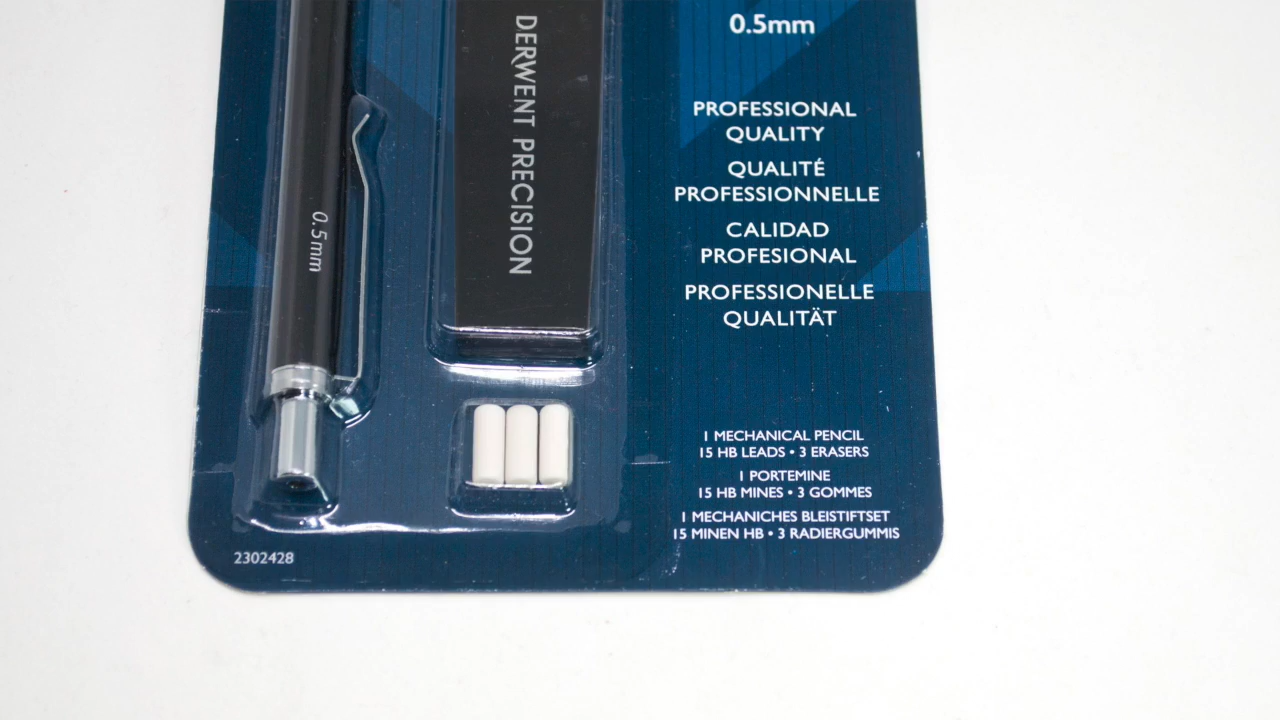 0.5mm
DERWENT PRECISION
0.5mm
PROFESSIONAL
QUALITY
QUALITÉ
PROFESSIONNELLE
CALIDAD
PROFESIONAL
PROFESSIONELLE
QUALITÄT
1 MECHANICAL PENCIL
15 HB LEADS • 3 ERASERS
1 PORTEMINE
15 HB MINES • 3 GOMMES
1 MECHANICHES BLEISTIFTSET
15 MINEN HB • 3 RADIERGUMMIS
2302428